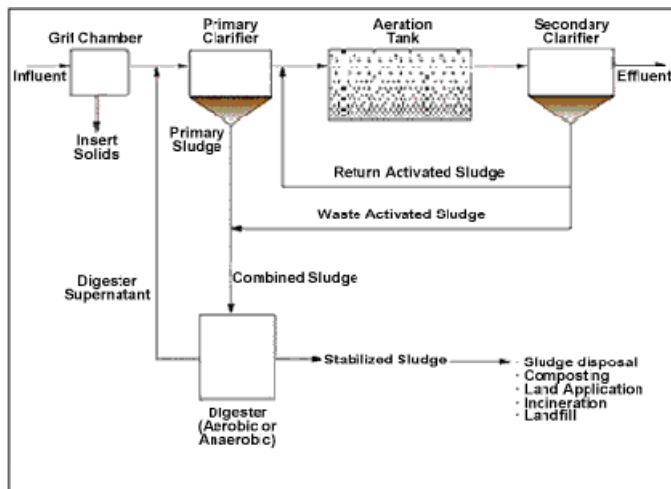 Grit Chamber
Primary
Clarifier
Aeration
Tank
Secondary
Clarifier
Influent
Effluent
Insert
Solids
Primary
Sludge
Return Activated Sludge
Waste Activated Sludge
Digester
Supernatant
Combined Sludge
Stabilized Sludge
· Sludge disposal
· Composting
· Land Application
· Incineration
· Landfill
Digester
(Aerobic or
Anaerobic)